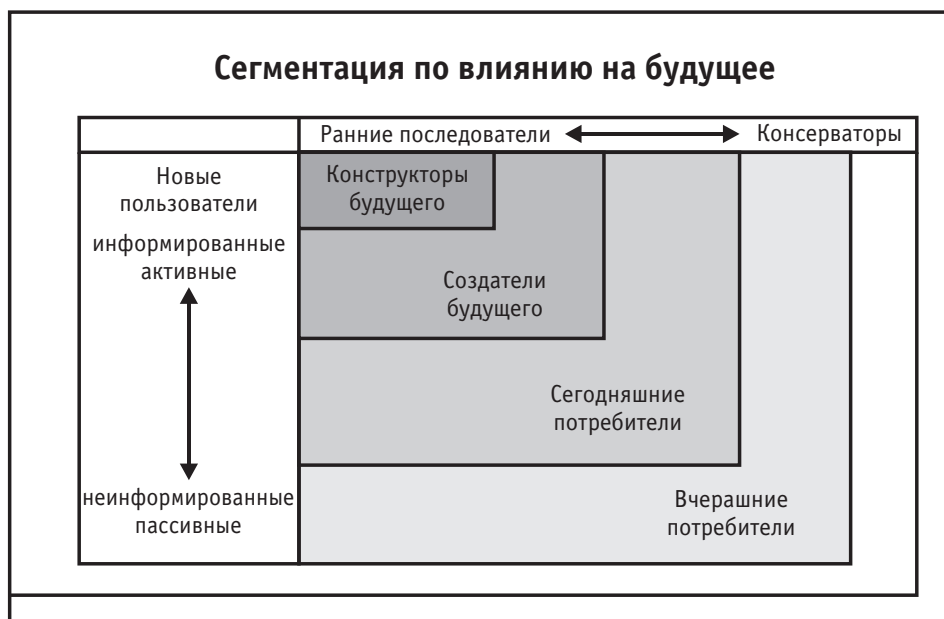 Сегментация по влиянию на будущее
Ранние последователи
Консерваторы
Новые
пользователи
информированные
активные
неинформированные
пассивные
Конструкторы
будущего
Создатели
будущего
Сегодняшние
потребители
Вчерашние
потребители